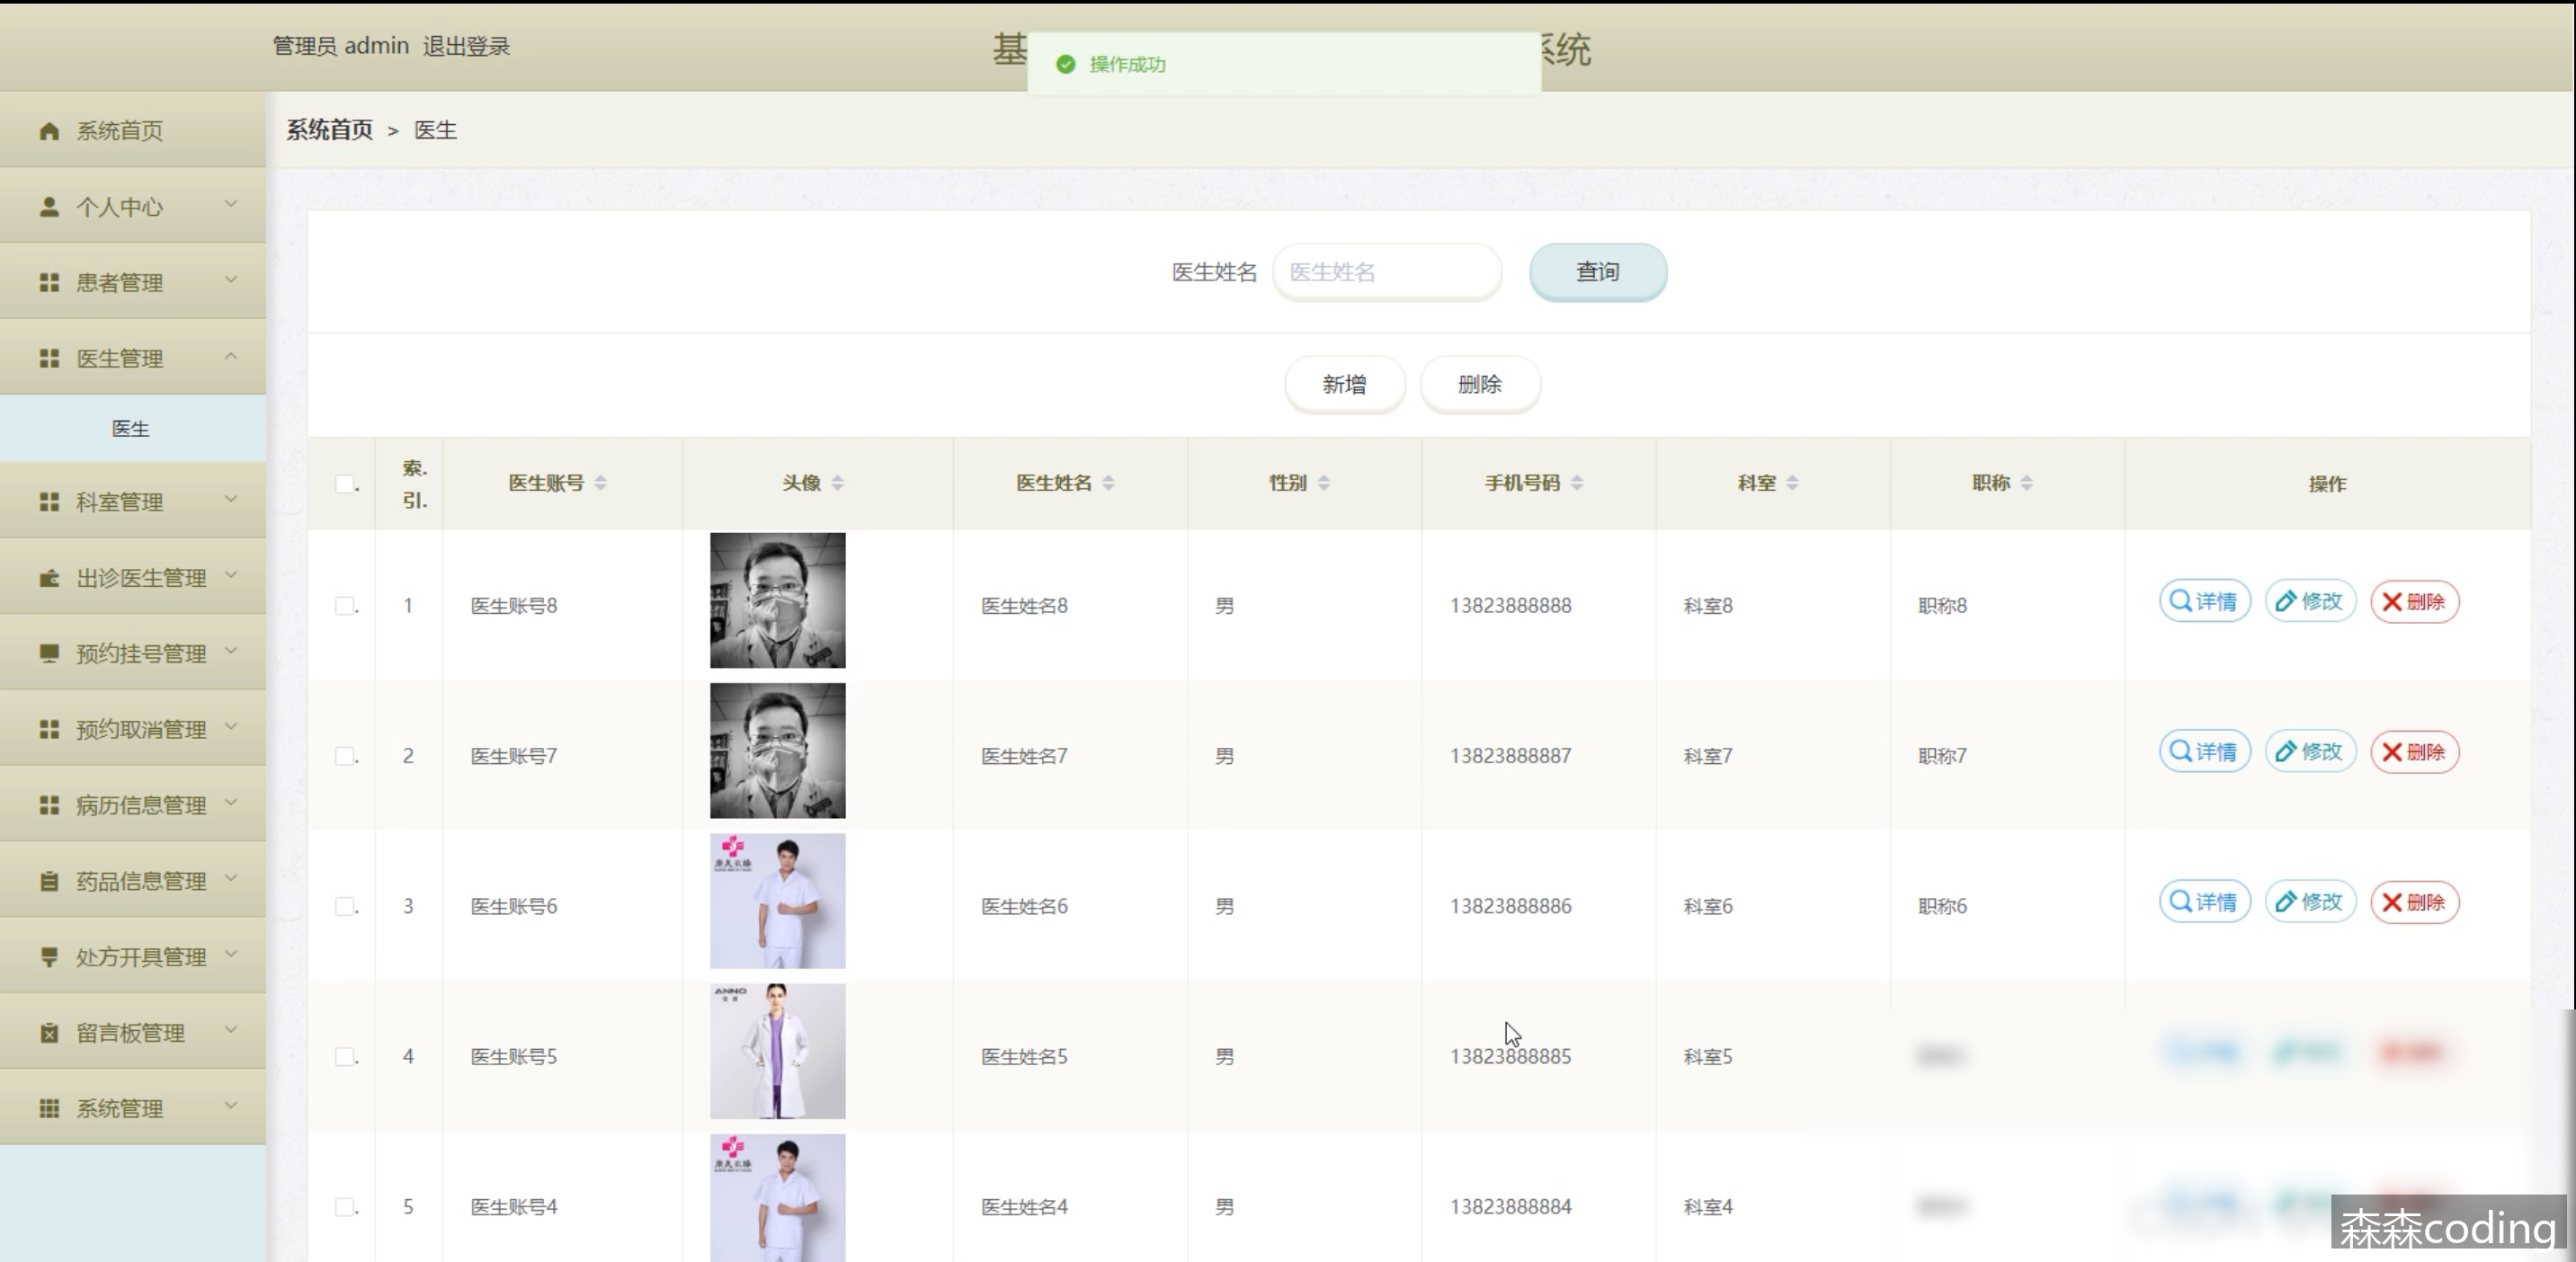 管理员 admin 退出登录
基
系统
操作成功
系统首页
个人中心
患者管理
医生管理
医生
科室管理
出诊医生管理
预约挂号管理
预约取消管理
病历信息管理
药品信息管理
处方开具管理
留言板管理
系统管理
系统首页 > 医生
医生姓名 医生姓名 查询
新增 删除
索. 引. 医生账号 头像 医生姓名 性别 手机号码 科室 职称 操作
1 医生账号8 医生姓名8 男 13823888888 科室8 职称8 详情 修改 删除
2 医生账号7 医生姓名7 男 13823888887 科室7 职称7 详情 修改 删除
3 医生账号6 医生姓名6 男 13823888886 科室6 职称6 详情 修改 删除
ANNO
4 医生账号5 医生姓名5 男 13823888885 科室5
5 医生账号4 医生姓名4 男 13823888884 科室4
森森coding